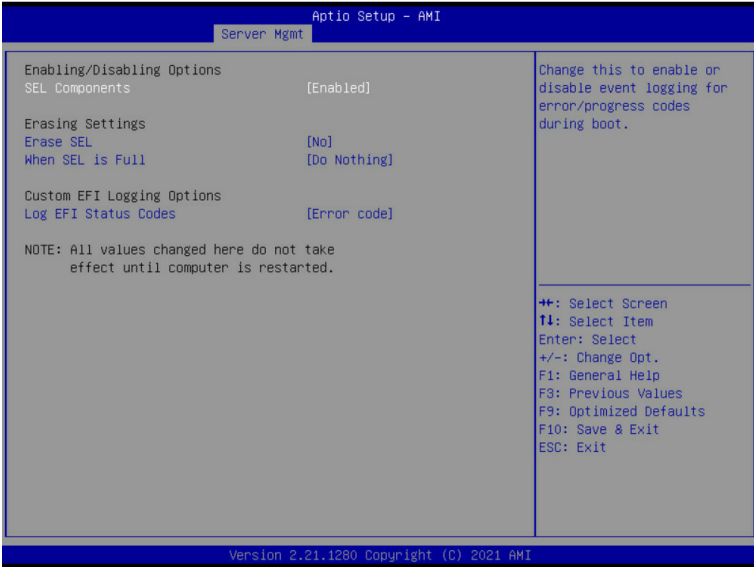 Aptio Setup – AMI
Server Mgmt
Enabling/Disabling Options
SEL Components [Enabled]
Erasing Settings
Erase SEL [No]
When SEL is Full [Do Nothing]
Custom EFI Logging Options
Log EFI Status Codes [Error code]
NOTE: All values changed here do not take
effect until computer is restarted.
Change this to enable or
disable event logging for
error/progress codes
during boot.
→←: Select Screen
↑↓: Select Item
Enter: Select
+/-: Change Opt.
F1: General Help
F3: Previous Values
F9: Optimized Defaults
F10: Save & Exit
ESC: Exit
Version 2.21.1280 Copyright (C) 2021 AMI